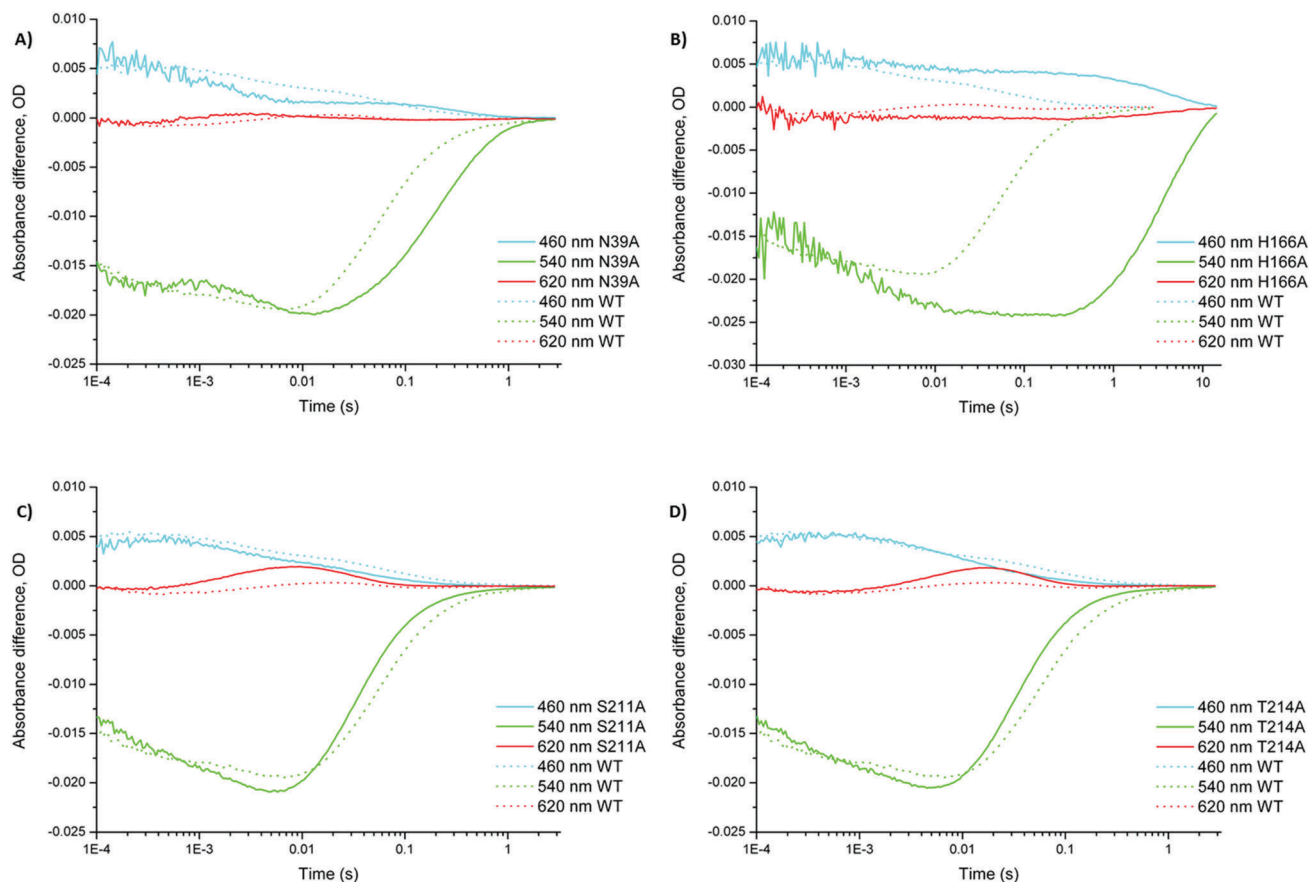 A)
0.010
0.005
0.000
-0.005
-0.010
-0.015
-0.020
-0.025
Absorbance difference, OD
460 nm N39A
540 nm N39A
620 nm N39A
460 nm WT
540 nm WT
620 nm WT
1E-4 1E-3 0.01 0.1 1
Time (s)
B)
0.010
0.005
0.000
-0.005
-0.010
-0.015
-0.020
-0.025
-0.030
Absorbance difference, OD
460 nm H166A
540 nm H166A
620 nm H166A
460 nm WT
540 nm WT
620 nm WT
1E-4 1E-3 0.01 0.1 1 10
Time (s)
C)
0.010
0.005
0.000
-0.005
-0.010
-0.015
-0.020
-0.025
Absorbance difference, OD
460 nm S211A
540 nm S211A
620 nm S211A
460 nm WT
540 nm WT
620 nm WT
1E-4 1E-3 0.01 0.1 1
Time (s)
D)
0.010
0.005
0.000
-0.005
-0.010
-0.015
-0.020
-0.025
Absorbance difference, OD
460 nm T214A
540 nm T214A
620 nm T214A
460 nm WT
540 nm WT
620 nm WT
1E-4 1E-3 0.01 0.1 1
Time (s)